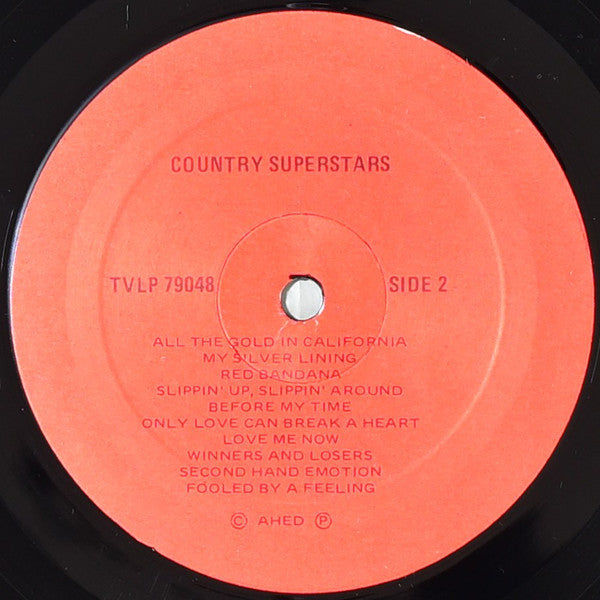 COUNTRY SUPERSTARS
TVLP 79048 SIDE 2
ALL THE GOLD IN CALIFORNIA
MY SILVER LINING
RED BANDANA
SLIPPIN' UP, SLIPPIN' AROUND
BEFORE MY TIME
ONLY LOVE CAN BREAK A HEART
LOVE ME NOW
WINNERS AND LOSERS
SECOND HAND EMOTION
FOOLED BY A FEELING
© AHED ℗